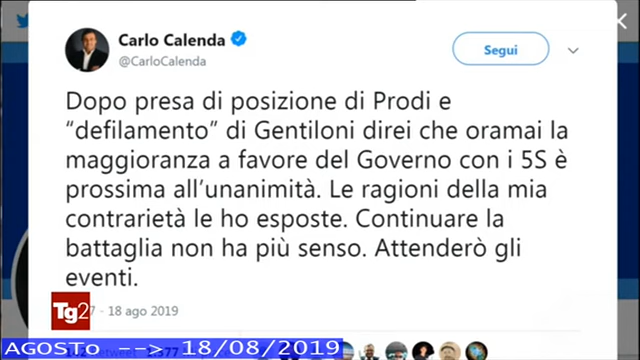 Carlo Calenda
@CarloCalenda
Segui
Dopo presa di posizione di Prodi e
“defilamento” di Gentiloni direi che oramai la
maggioranza a favore del Governo con i 5S è
prossima all’unanimità. Le ragioni della mia
contrarietà le ho esposte. Continuare la
battaglia non ha più senso. Attenderò gli
eventi.
Tg2
- 18 ago 2019
AGOSTo --> 18/08/2019